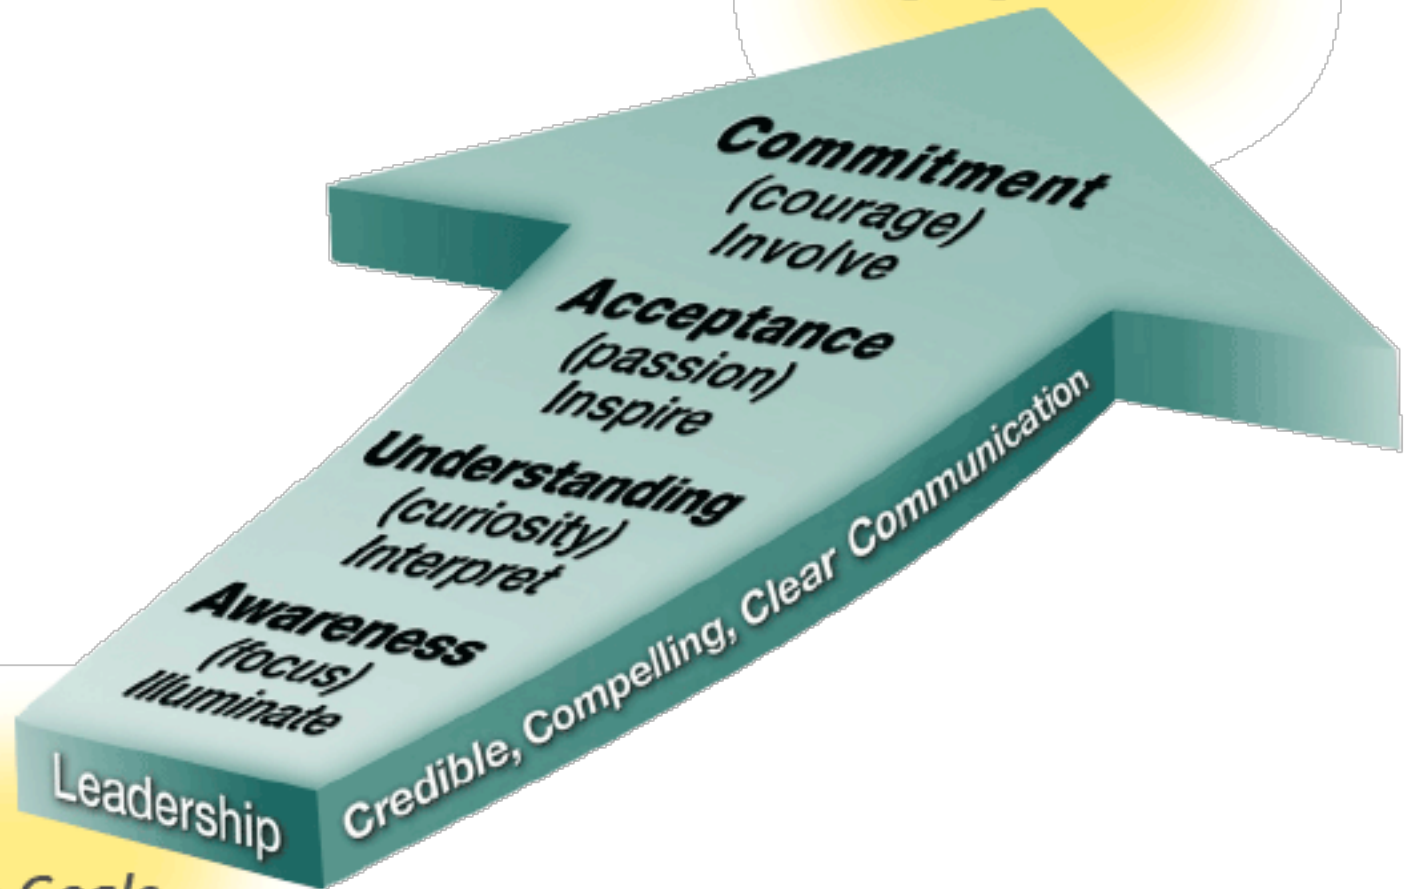 Commitment
(courage)
Involve
Acceptance
(passion)
Inspire
Understanding
(curiosity)
Interpret
Awareness
(focus)
Illuminate
Leadership
Credible, Compelling, Clear Communication